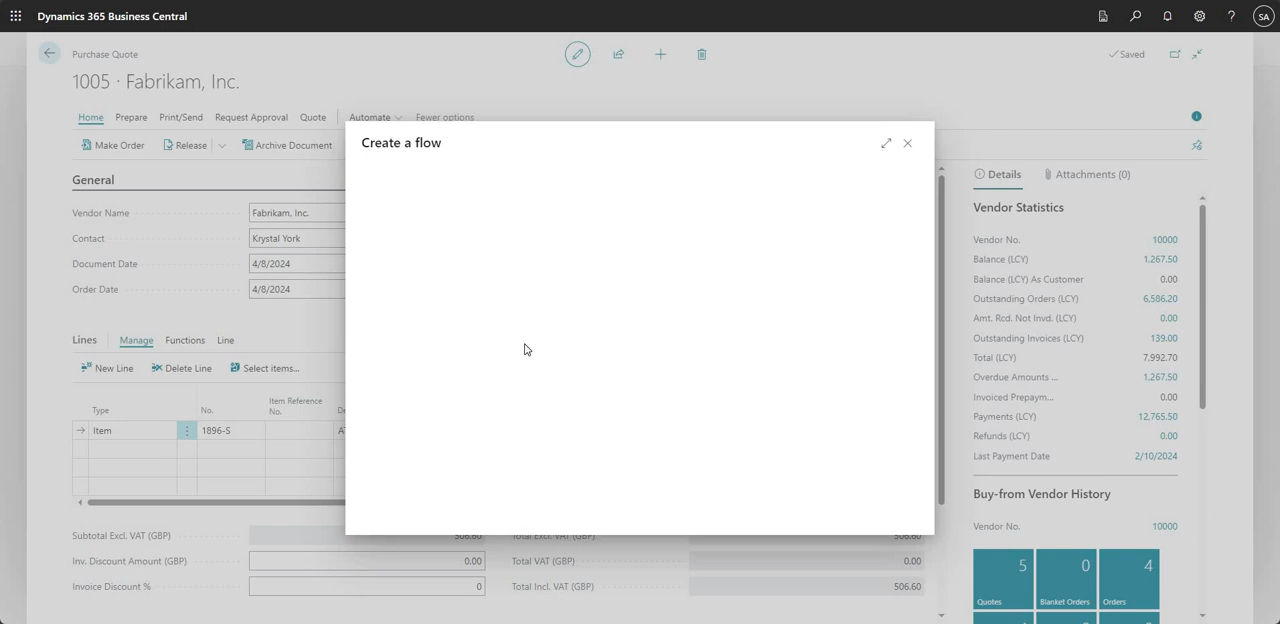 Dynamics 365 Business Central
SA
Purchase Quote
Saved
1005 · Fabrikam, Inc.
Home Prepare Print/Send Request Approval Quote Automate Fewer options
Make Order Release Archive Document
Create a flow
General
Vendor Name Fabrikam, Inc.
Contact Krystal York
Document Date 4/8/2024
Order Date 4/8/2024
Lines Manage Functions Line
New Line Delete Line Select items...
Type No. Item Reference No.
Item 1896-S
Subtotal Excl. VAT (GBP) 506.60 Total Excl. VAT (GBP) 506.60
Inv. Discount Amount (GBP) 0.00 Total VAT (GBP) 0.00
Invoice Discount % 0 Total Incl. VAT (GBP) 506.60
Details Attachments (0)
Vendor Statistics
Vendor No. 10000
Balance (LCY) 1,267.50
Balance (LCY) As Customer 0.00
Outstanding Orders (LCY) 6,586.20
Amt. Rcd. Not Invd. (LCY) 0.00
Outstanding Invoices (LCY) 139.00
Total (LCY) 7,992.70
Overdue Amounts ... 1,267.50
Invoiced Prepaym... 0.00
Payments (LCY) 12,765.50
Refunds (LCY) 0.00
Last Payment Date 2/10/2024
Buy-from Vendor History
Vendor No. 10000
5 0 4
Quotes Blanket Orders Orders